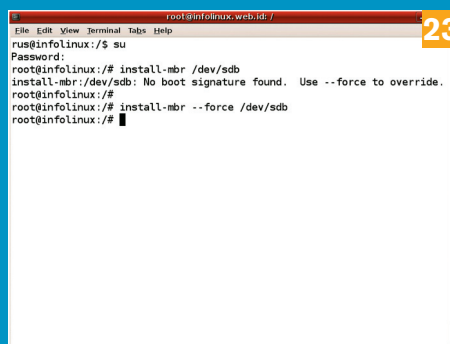 root@infolinux.web.id: /
23
File Edit View Terminal Tabs Help
rus@infolinux:/$ su
Password:
root@infolinux:/# install-mbr /dev/sdb
install-mbr:/dev/sdb: No boot signature found.  Use --force to override.
root@infolinux:/#
root@infolinux:/# install-mbr --force /dev/sdb
root@infolinux:/#